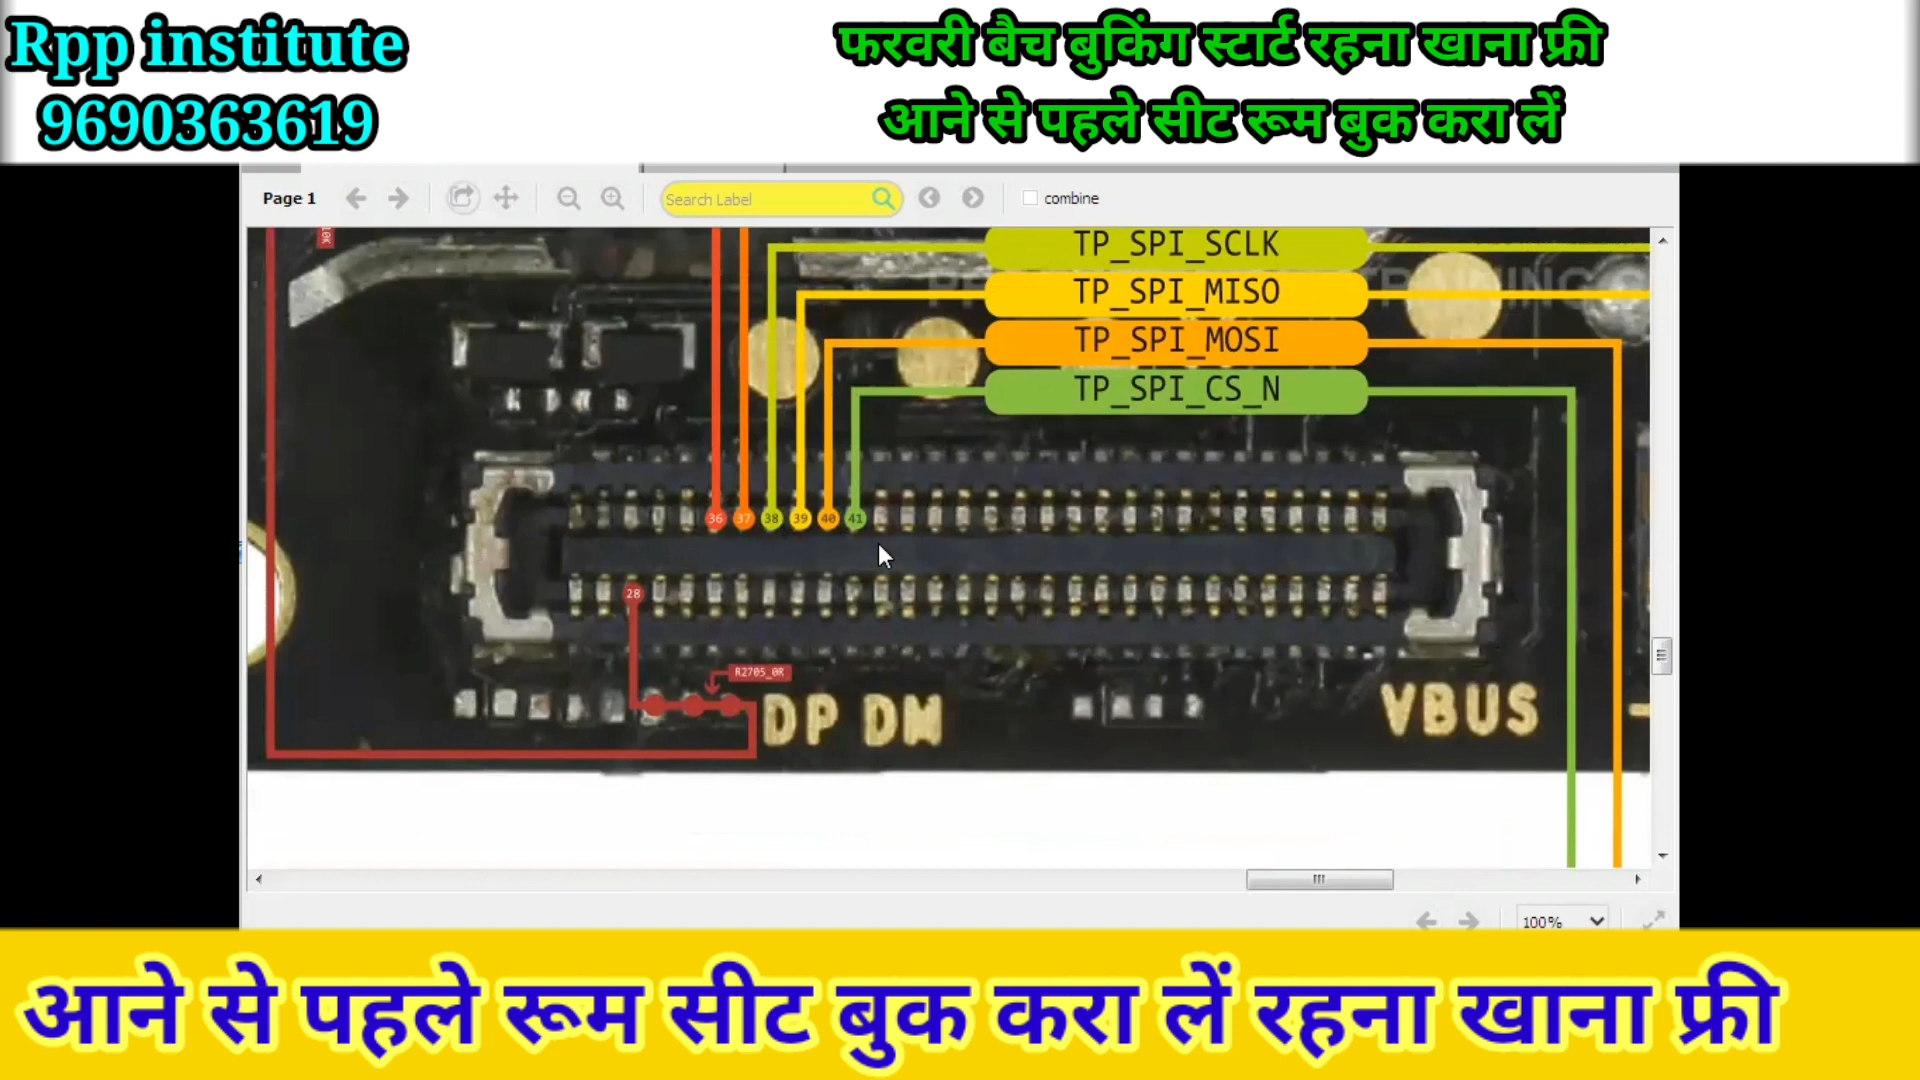 Rpp institute
9690363619
फरवरी बैच बुकिंग स्टार्ट रहना खाना फ्री
आने से पहले सीट रूम बुक करा लें
Page 1
Search Label
combine
10K
TP_SPI_SCLK
TP_SPI_MISO
TP_SPI_MOSI
TP_SPI_CS_N
36 37 38 39 40 41
28
R2705_0R
DP DM
VBUS
100%
आने से पहले रूम सीट बुक करा लें रहना खाना फ्री